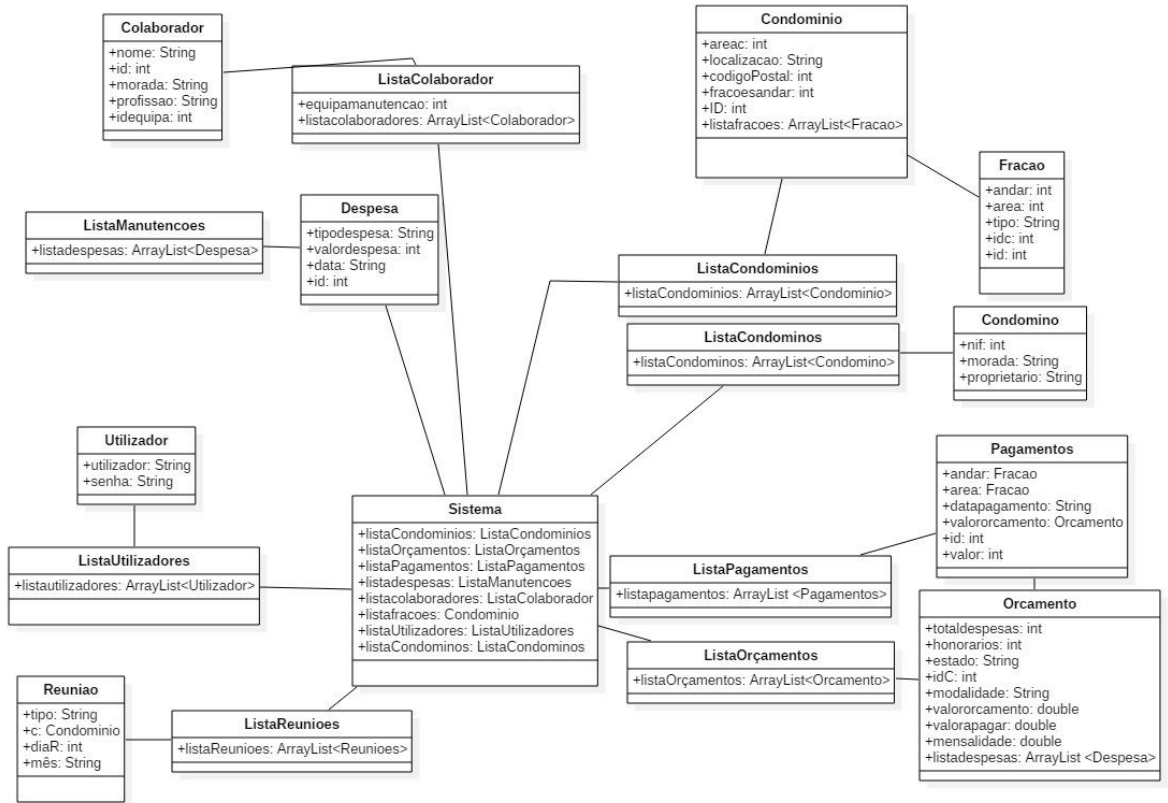 Colaborador
+nome: String
+id: int
+morada: String
+profissao: String
+idequipa: int
ListaColaborador
+equipamanutencao: int
+listacolaboradores: ArrayList<Colaborador>
Condominio
+areac: int
+localizacao: String
+codigoPostal: int
+fracoesandar: int
+ID: int
+listafracoes: ArrayList<Fracao>
Fracao
+andar: int
+area: int
+tipo: String
+idc: int
+id: int
ListaManutencoes
+listadespesas: ArrayList<Despesa>
Despesa
+tipodespesa: String
+valordespesa: int
+data: String
+id: int
ListaCondominios
+listaCondominios: ArrayList<Condominio>
ListaCondominos
+listaCondominos: ArrayList<Condomino>
Condomino
+nif: int
+morada: String
+proprietario: String
Utilizador
+utilizador: String
+senha: String
ListaUtilizadores
+listautilizadores: ArrayList<Utilizador>
Sistema
+listaCondominios: ListaCondominios
+listaOrçamentos: ListaOrçamentos
+listaPagamentos: ListaPagamentos
+listadespesas: ListaManutencoes
+listacolaboradores: ListaColaborador
+listafracoes: Condominio
+listaUtilizadores: ListaUtilizadores
+listaCondominos: ListaCondominos
Pagamentos
+andar: Fracao
+area: Fracao
+datapagamento: String
+valororcamento: Orcamento
+id: int
+valor: int
ListaPagamentos
+listapagamentos: ArrayList <Pagamentos>
ListaOrçamentos
+listaOrçamentos: ArrayList<Orcamento>
Orcamento
+totaldespesas: int
+honorarios: int
+estado: String
+idC: int
+modalidade: String
+valororcamento: double
+valorapagar: double
+mensalidade: double
+listadespesas: ArrayList <Despesa>
Reuniao
+tipo: String
+c: Condominio
+diaR: int
+mês: String
ListaReunioes
+listaReunioes: ArrayList<Reunioes>